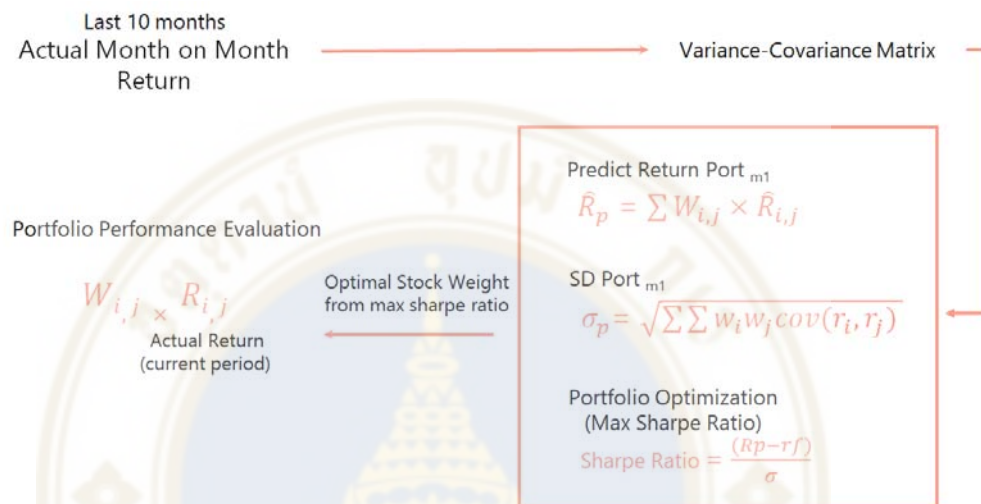 Last 10 months
Actual Month on Month
Return
Variance-Covariance Matrix
Predict Return Port m1
R̂p = ∑ Wi,j × R̂i,j
Portfolio Performance Evaluation
Optimal Stock Weight
from max sharpe ratio
SD Port m1
σp = √∑ ∑ wiwjcov(ri, rj)
Wi,j × Ri,j
Actual Return
(current period)
Portfolio Optimization
(Max Sharpe Ratio)
Sharpe Ratio = (Rp−rf)/σ